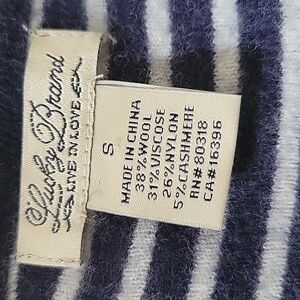 Lucky Brand
LIVE IN LOVE
S
MADE IN CHINA
38%WOOL
31%VISCOSE
26%NYLON
5%CASHMERE
RN#80318
CA#16396